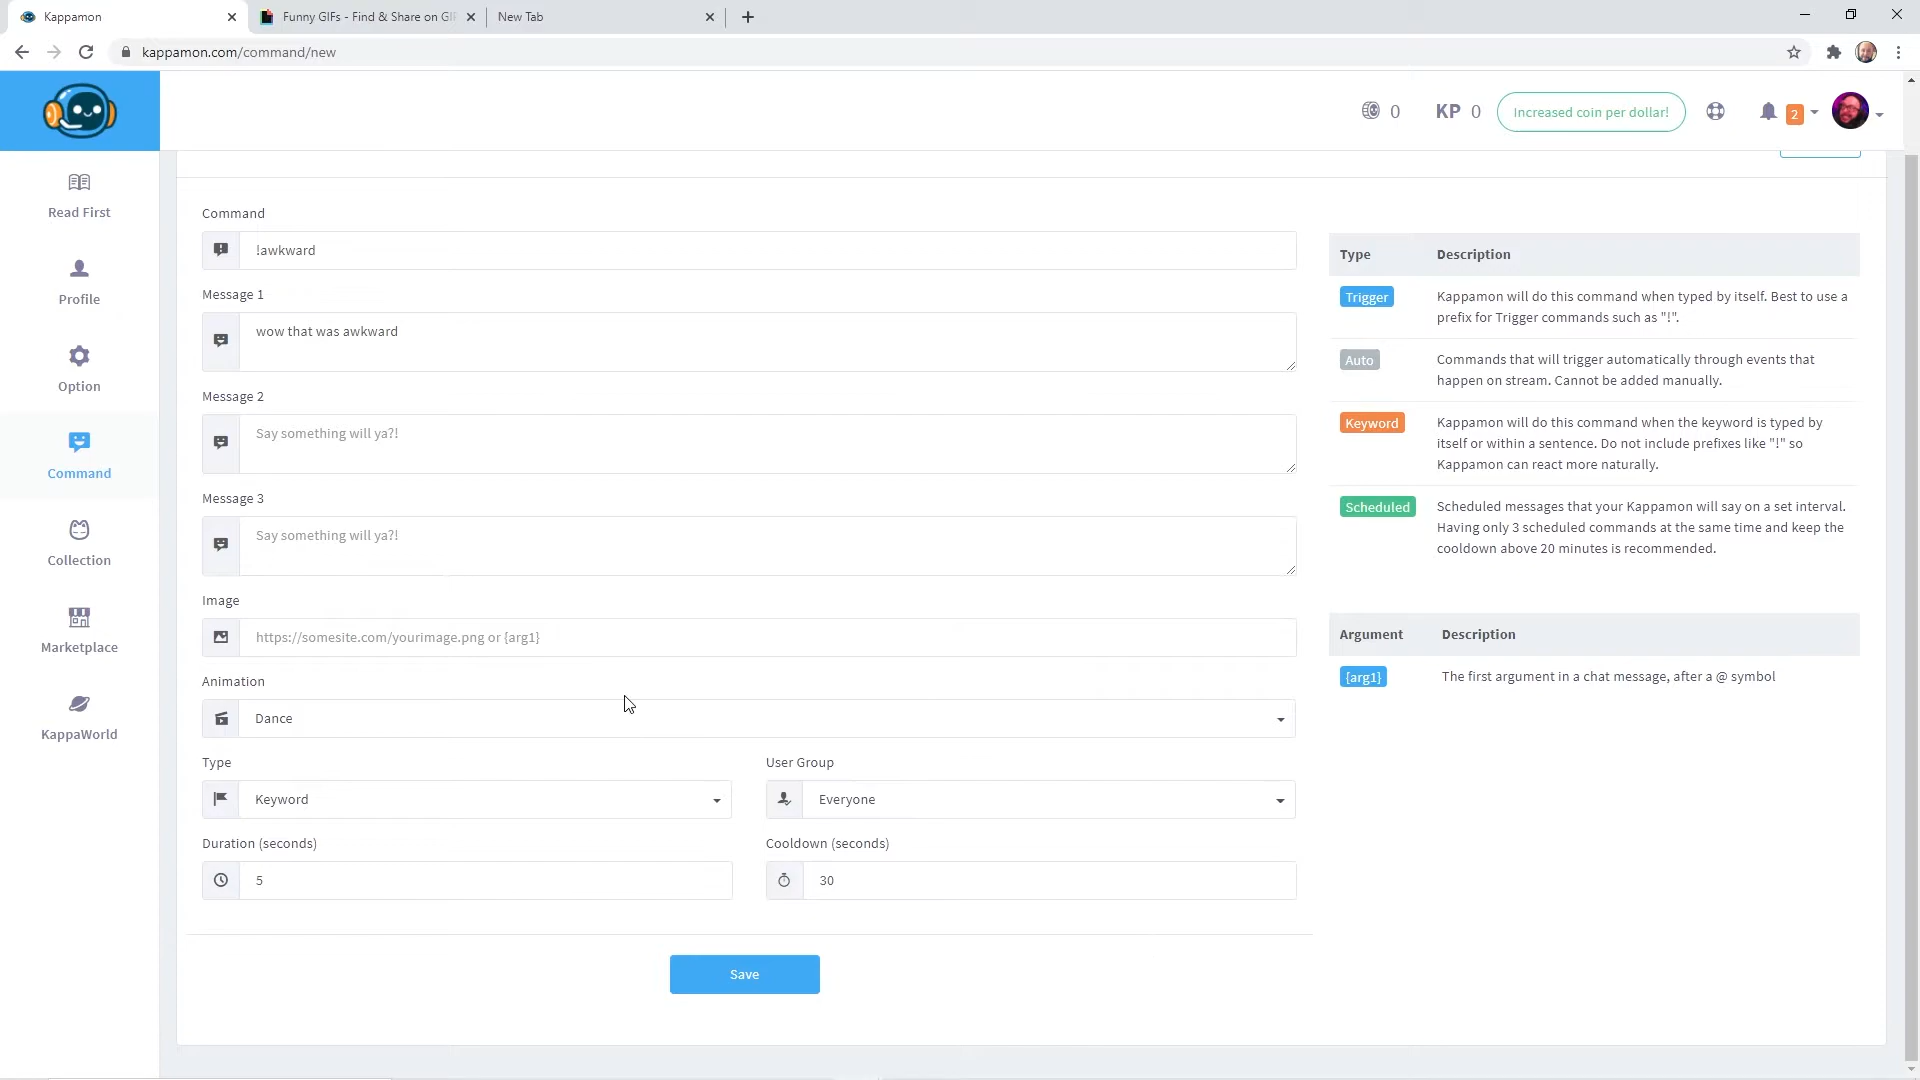 Kappamon
Funny GIFs - Find & Share on GI
New Tab
kappamon.com/command/new
0
KP 0
Increased coin per dollar!
2
Read First
Profile
Option
Command
Collection
Marketplace
KappaWorld
Command
!awkward
Message 1
wow that was awkward
Message 2
Say something will ya?!
Message 3
Say something will ya?!
Image
https://somesite.com/yourimage.png or {arg1}
Animation
Dance
Type
Keyword
User Group
Everyone
Duration (seconds)
5
Cooldown (seconds)
30
Save
Type Description
Trigger
Kappamon will do this command when typed by itself. Best to use a
prefix for Trigger commands such as "!".
Auto
Commands that will trigger automatically through events that
happen on stream. Cannot be added manually.
Keyword
Kappamon will do this command when the keyword is typed by
itself or within a sentence. Do not include prefixes like "!" so
Kappamon can react more naturally.
Scheduled
Scheduled messages that your Kappamon will say on a set interval.
Having only 3 scheduled commands at the same time and keep the
cooldown above 20 minutes is recommended.
Argument Description
{arg1}
The first argument in a chat message, after a @ symbol